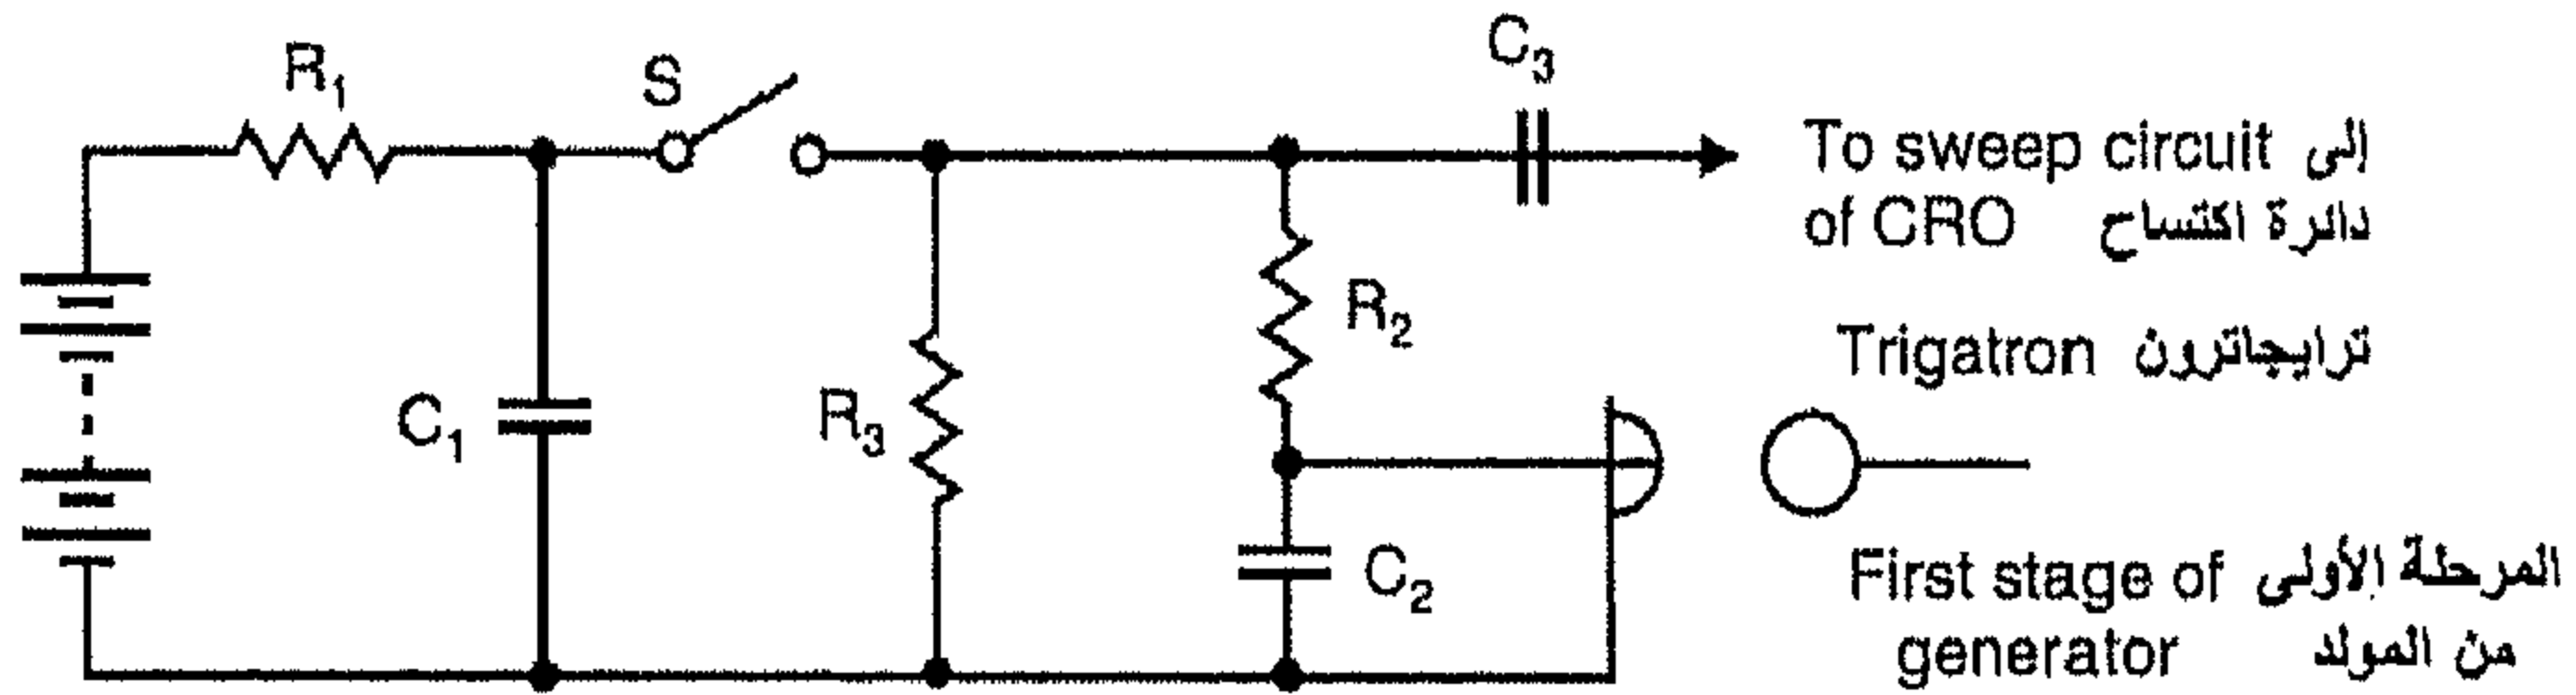 R1
S
C3
To sweep circuit إلى
of CRO دائرة اكتساح
R2
Trigatron ترايجاترون
C1
R3
C2
First stage of المرحلة الأولى
generator من المولد